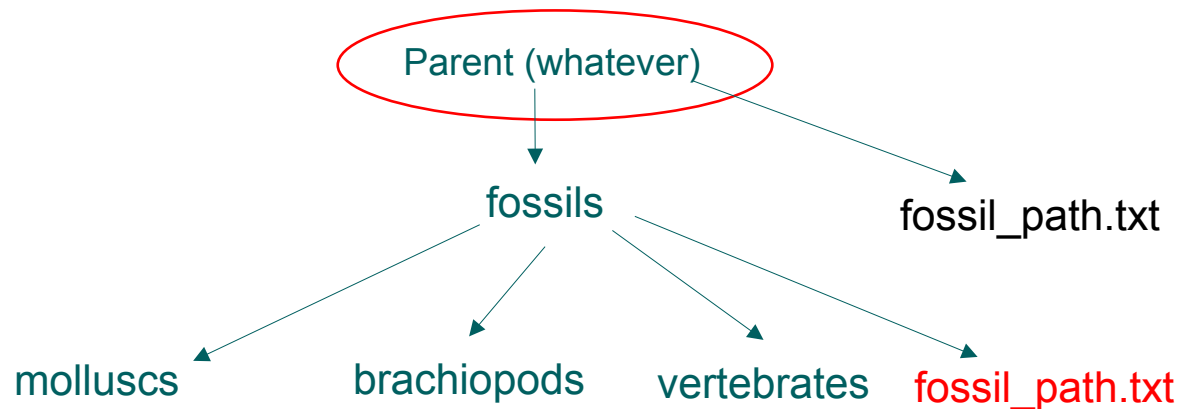 Parent (whatever)
fossils
fossil_path.txt
molluscs
brachiopods
vertebrates
fossil_path.txt